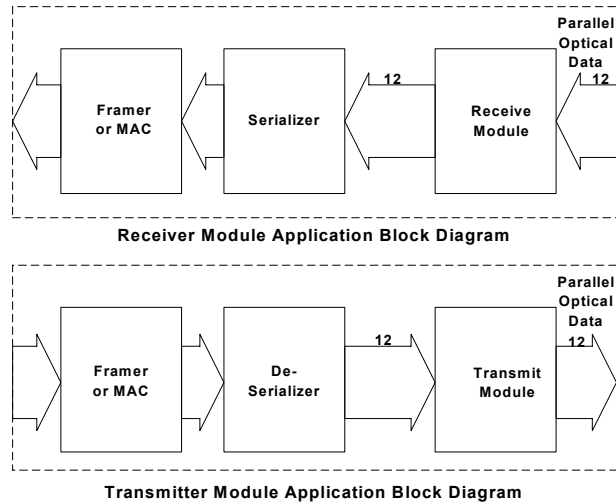 Parallel
Optical
Data
12
12
Framer
or MAC
Serializer
Receive
Module
Receiver Module Application Block Diagram
Parallel
Optical
Data
12
12
Framer
or MAC
De-
Serializer
Transmit
Module
Transmitter Module Application Block Diagram